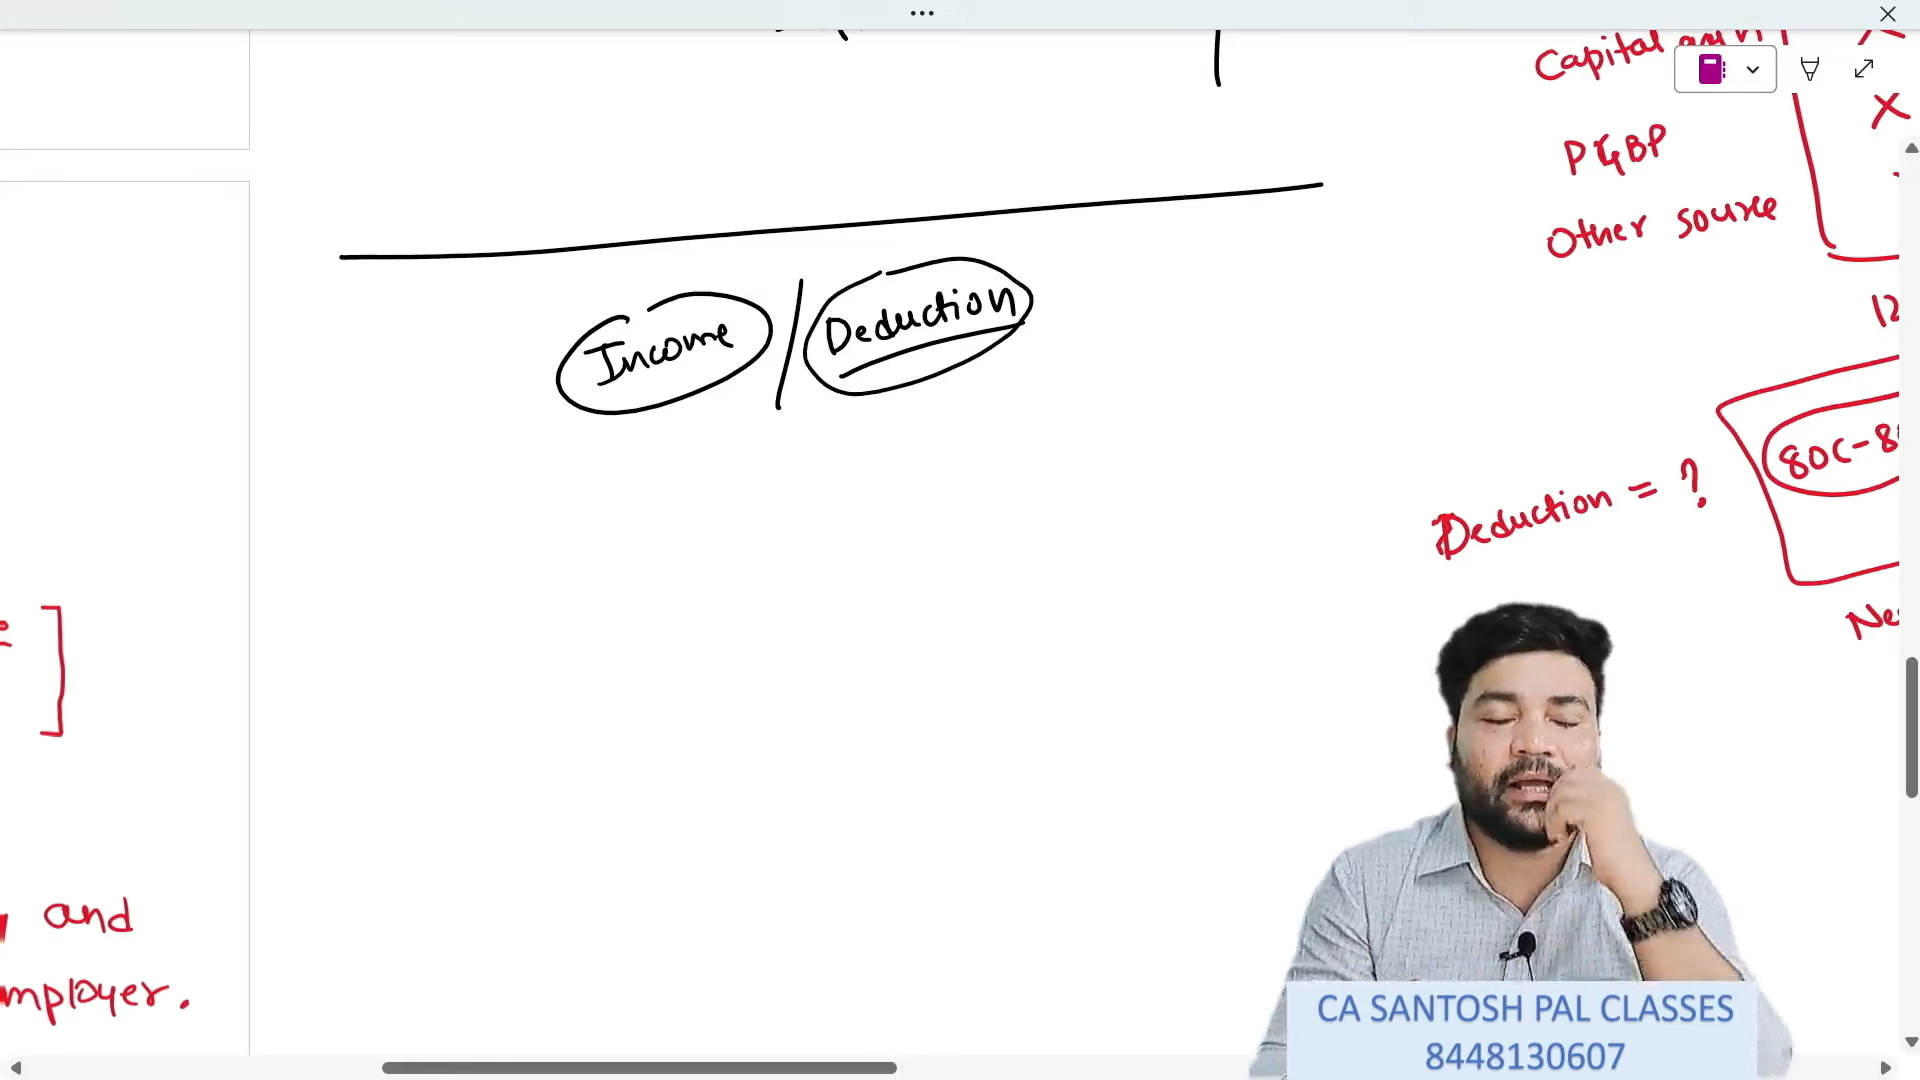 Capital
PGBP
Other source
12
Income / Deduction
80C-8
Deduction = ?
Ne
and
mployer.
CA SANTOSH PAL CLASSES
8448130607